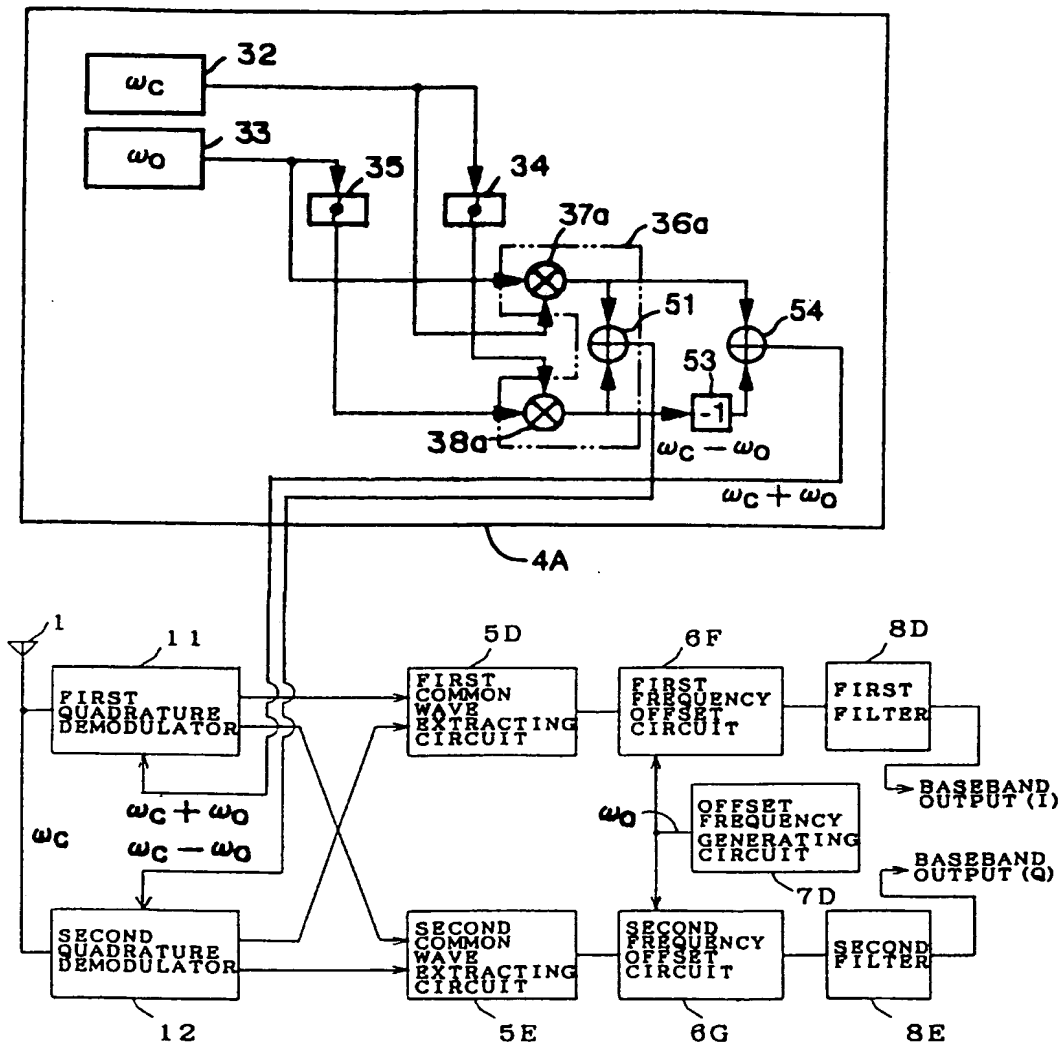 32
ωC
33
ωO
35
34
37a
36a
51
54
53
-1
38a
ωC − ωO
ωC + ωO
4A
1
11
5D
6F
8D
FIRST
QUADRATURE
DEMODULATOR
FIRST
COMMON
WAVE
EXTRACTING
CIRCUIT
FIRST
FREQUENCY
OFFSET
CIRCUIT
FIRST
FILTER
ωC + ωO
ωC − ωO
ωC
ωO
OFFSET
FREQUENCY
GENERATING
CIRCUIT
7D
BASEBAND
OUTPUT (I)
BASEBAND
OUTPUT (Q)
SECOND
QUADRATURE
DEMODULATOR
SECOND
COMMON
WAVE
EXTRACTING
CIRCUIT
SECOND
FREQUENCY
OFFSET
CIRCUIT
SECOND
FILTER
12
5E
6G
8E